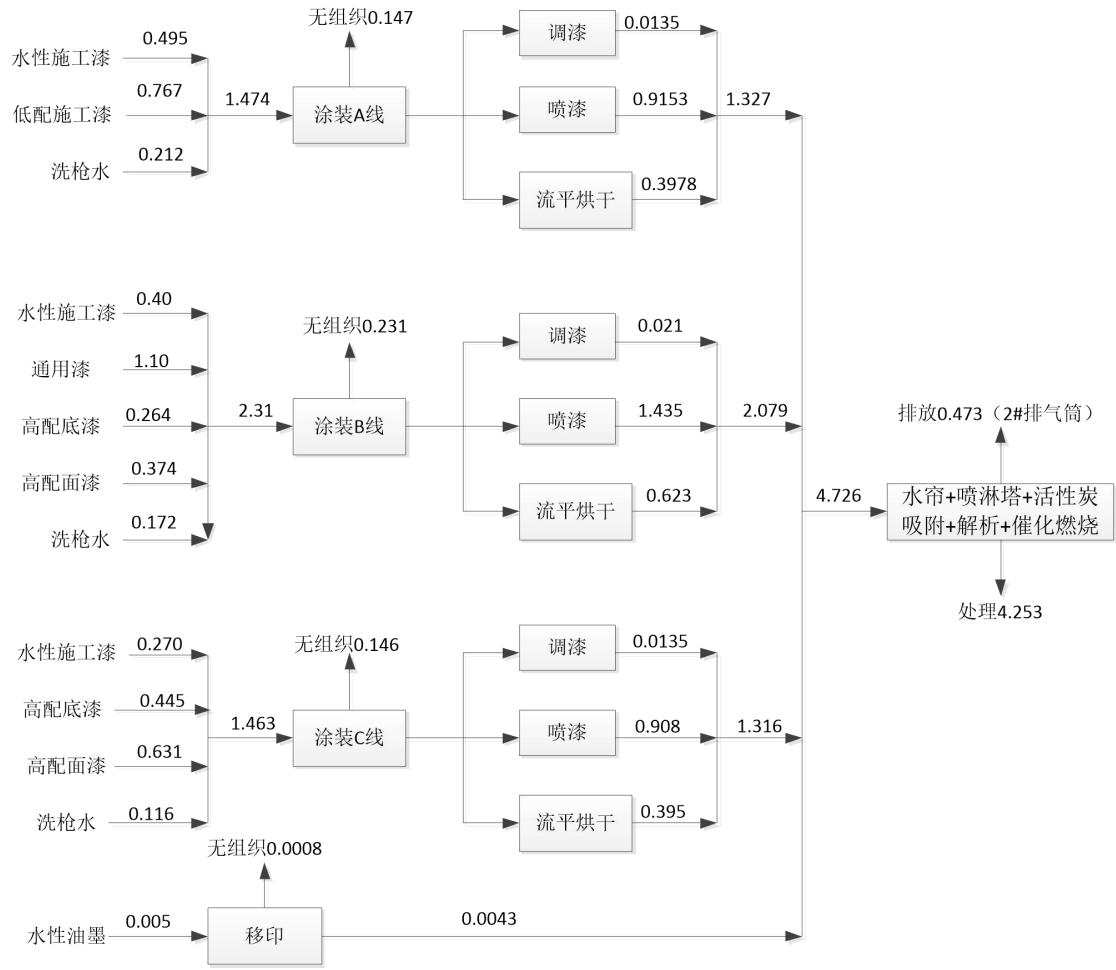 无组织0.147
水性施工漆 0.495
低配施工漆 0.767
洗枪水 0.212
1.474
涂装A线
调漆 0.0135
喷漆 0.9153
流平烘干 0.3978
1.327
水性施工漆 0.40
通用漆 1.10
高配底漆 0.264
高配面漆 0.374
洗枪水 0.172
2.31
无组织0.231
涂装B线
调漆 0.021
喷漆 1.435
流平烘干 0.623
2.079
水性施工漆 0.270
高配底漆 0.445
高配面漆 0.631
洗枪水 0.116
1.463
无组织0.146
涂装C线
调漆 0.0135
喷漆 0.908
流平烘干 0.395
1.316
水性油墨 0.005
无组织0.0008
移印
0.0043
4.726
排放0.473（2#排气筒）
水帘+喷淋塔+活性炭
吸附+解析+催化燃烧
处理4.253